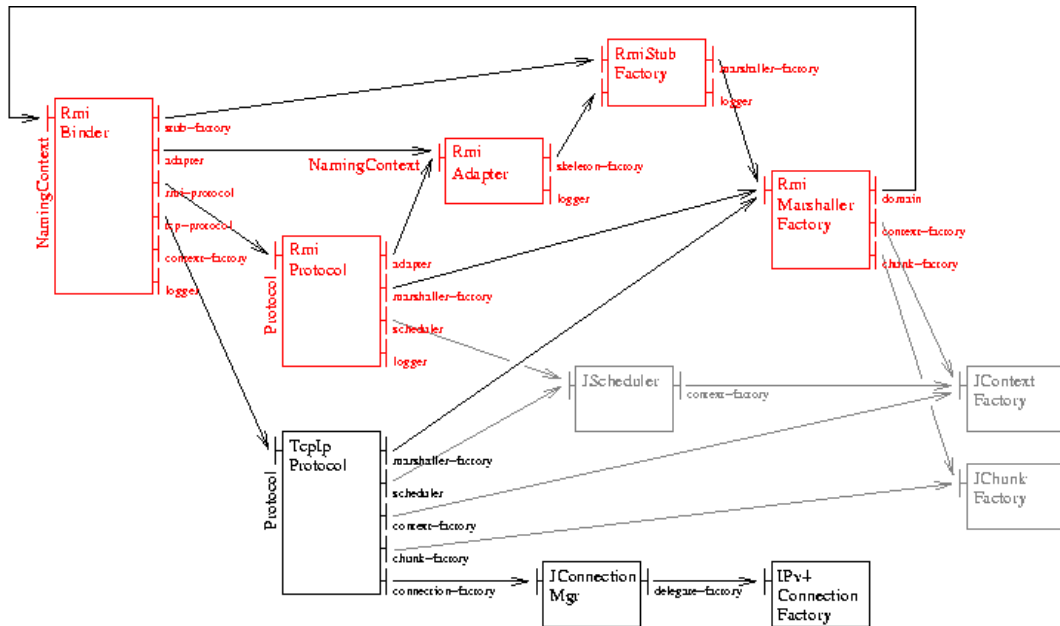 RmiStub
Factory
marshaller-factory
logger
Rmi
Binder
NamingContext
stub-factory
adapter
rmi-protocol
tcp-protocol
context-factory
logger
NamingContext
Rmi
Adapter
skeleron-factory
logger
Rmi
Marshaller
Factory
domain
context-factory
chunk-factory
Rmi
Protocol
Protocol
adapter
marshaller-factory
scheduler
logger
JScheduler
context-factory
JContext
Factory
TcpIp
Protocol
Protocol
marshaller-factory
scheduler
context-factory
chunk-factory
connection-factory
JChunk
Factory
JConnection
Mgr
delegate-factory
IPv4
Connection
Factory